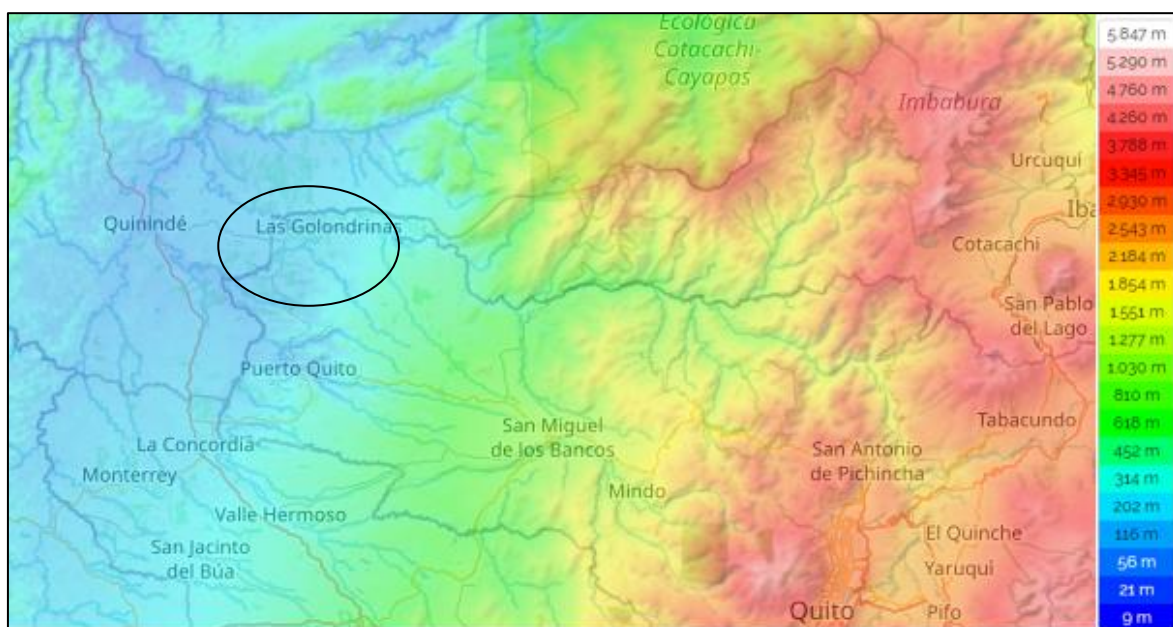 Ecológica
Cotacachi-
Cayapas
Imbabura
Urcuquí
Iba
Quinindé
Las Golondrinas
Cotacachi
San Pablo
del Lago
Puerto Quito
Tabacundo
San Miguel
de los Bancos
La Concordia
San Antonio
de Pichincha
Monterrey
Mindo
Valle Hermoso
El Quinche
San Jacinto
del Búa
Yaruquí
Quito
Pifo
5.847 m
5.290 m
4.760 m
4.260 m
3.788 m
3.345 m
2.930 m
2.543 m
2.184 m
1.854 m
1.551 m
1.277 m
1.030 m
810 m
618 m
452 m
314 m
202 m
116 m
56 m
21 m
9 m